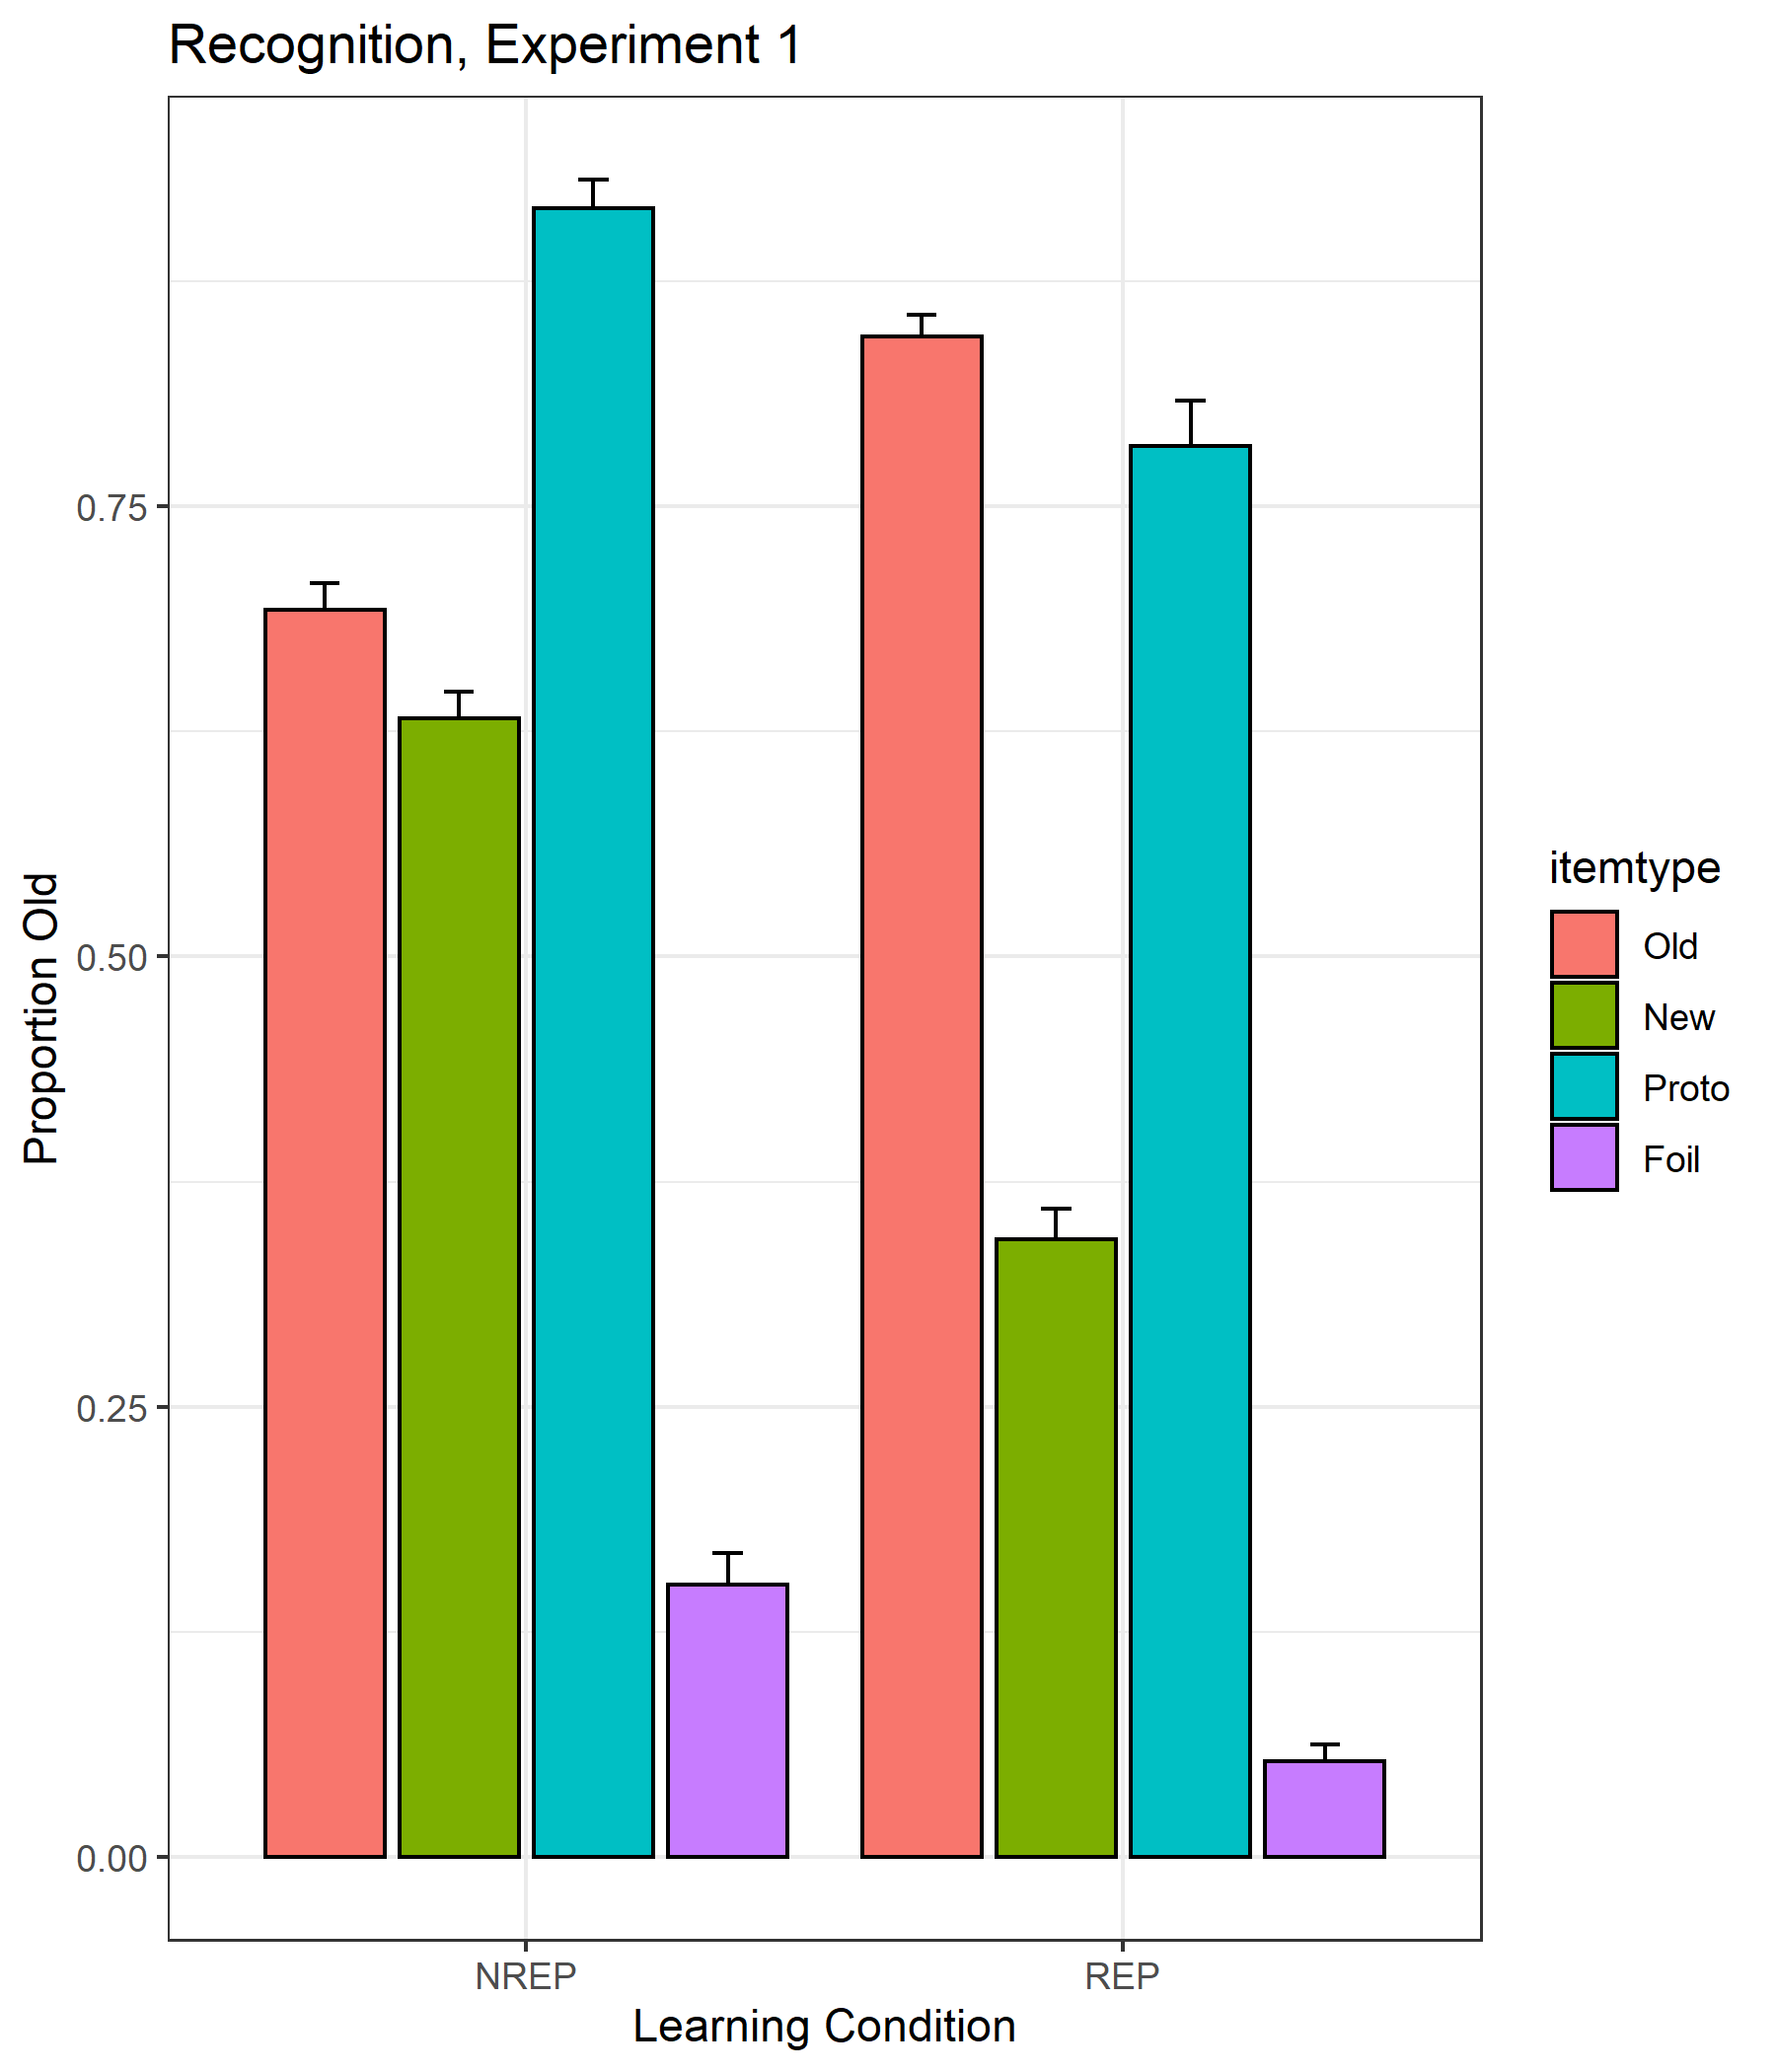 Recognition, Experiment 1
Proportion Old
0.75
0.50
0.25
0.00
NREP
REP
Learning Condition
itemtype
Old
New
Proto
Foil